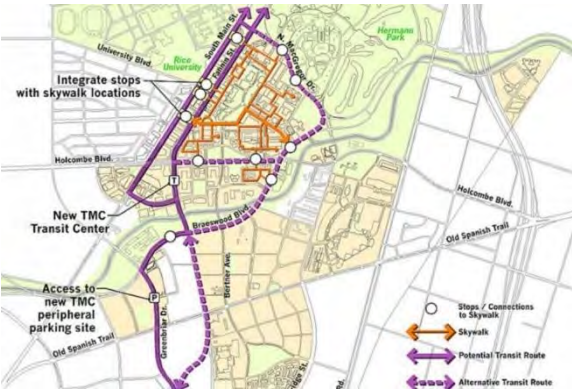 Hermann
Park
University Blvd.
Rice
University
South Main St.
Fannin St.
N. MacGregor Dr.
Integrate stops
with skywalk locations
Holcombe Blvd.
Holcombe Blvd.
New TMC
Transit Center
T
Braeswood Blvd.
Old Spanish Trail
Access to
new TMC
peripheral
parking site
P
Bertner Ave.
Greenbriar Dr.
Old Spanish Trail
Stops / Connections
to Skywalk
Skywalk
Potential Transit Route
Alternative Transit Route